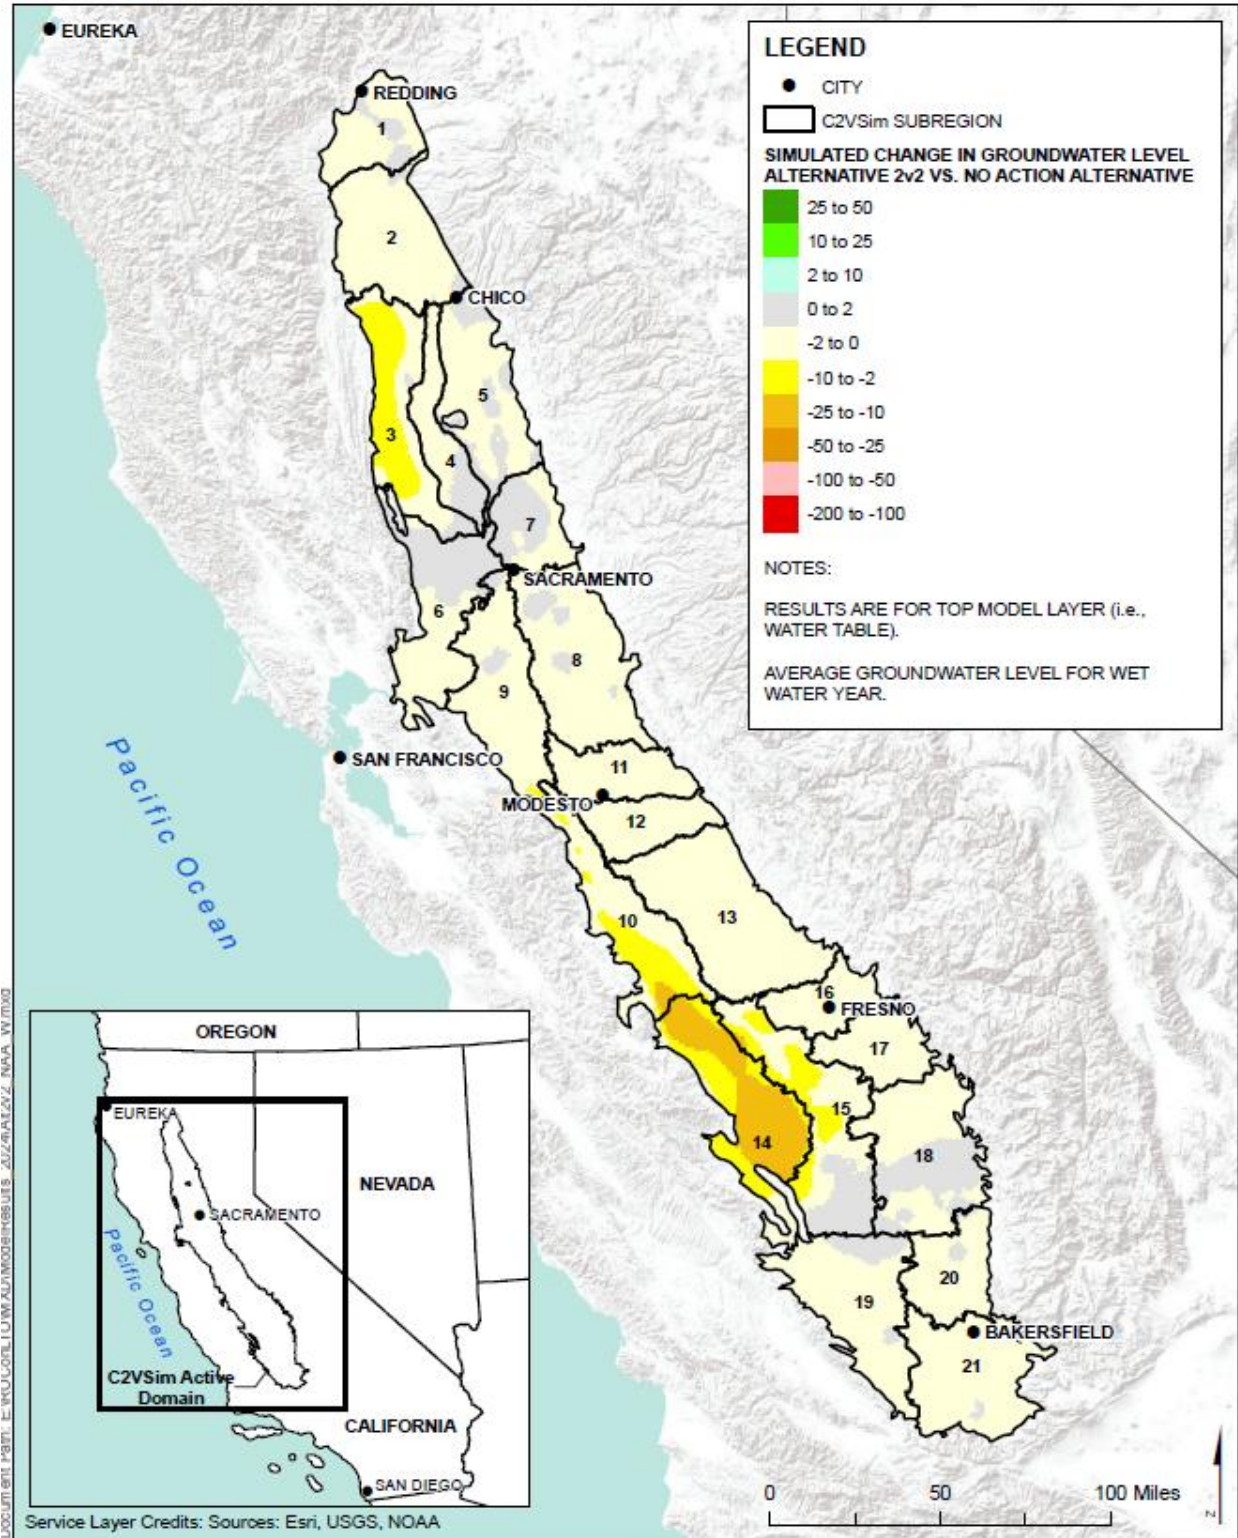 EUREKA
REDDING
1
2
CHICO
3
4
5
7
SACRAMENTO
6
8
9
SAN FRANCISCO
11
MODESTO
12
10
13
16
FRESNO
17
15
14
18
19
20
BAKERSFIELD
21
Pacific Ocean
LEGEND
CITY
C2VSim SUBREGION
SIMULATED CHANGE IN GROUNDWATER LEVEL
ALTERNATIVE 2v2 VS. NO ACTION ALTERNATIVE
25 to 50
10 to 25
2 to 10
0 to 2
-2 to 0
-10 to -2
-25 to -10
-50 to -25
-100 to -50
-200 to -100
NOTES:
RESULTS ARE FOR TOP MODEL LAYER (i.e.,
WATER TABLE).
AVERAGE GROUNDWATER LEVEL FOR WET
WATER YEAR.
OREGON
EUREKA
NEVADA
SACRAMENTO
Pacific Ocean
C2VSim Active
Domain
CALIFORNIA
SAN DIEGO
0 50 100 Miles
N
Service Layer Credits: Sources: Esri, USGS, NOAA